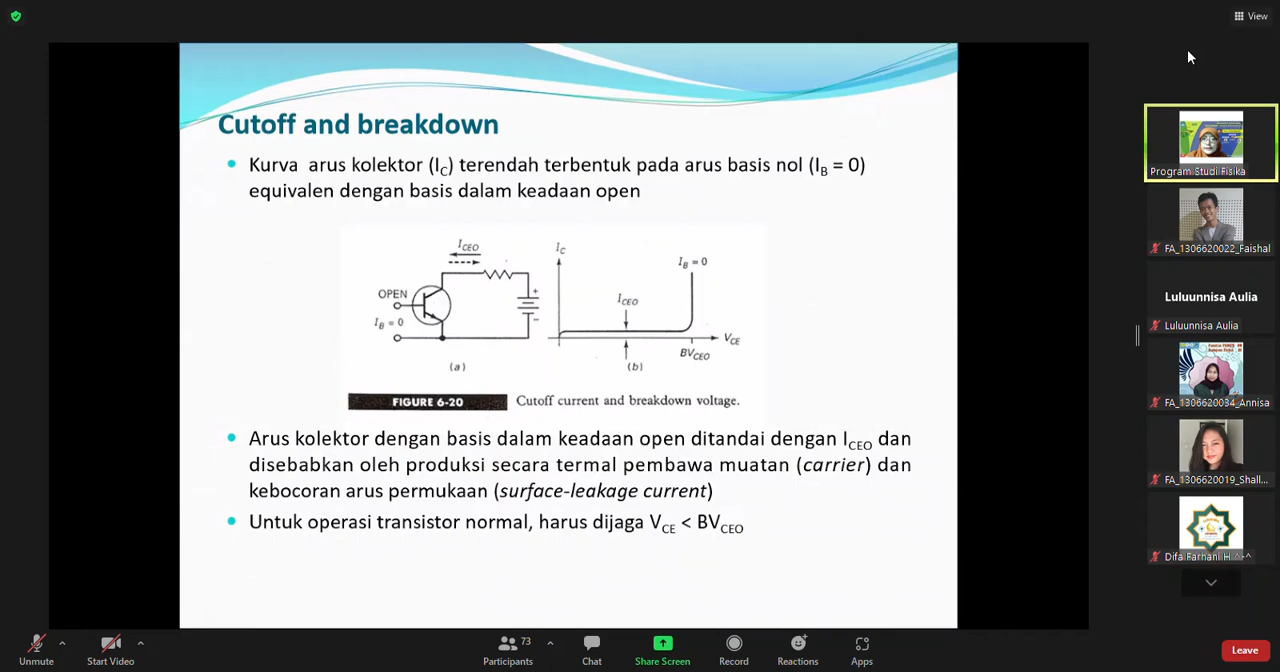 View
Cutoff and breakdown
Kurva arus kolektor (IC) terendah terbentuk pada arus basis nol (IB = 0)
equivalen dengan basis dalam keadaan open
ICEO
OPEN
IB = 0
+
−
(a)
IC
IB = 0
ICEO
VCE
BVCEO
(b)
FIGURE 6-20
Cutoff current and breakdown voltage.
Arus kolektor dengan basis dalam keadaan open ditandai dengan ICEO dan
disebabkan oleh produksi secara termal pembawa muatan (carrier) dan
kebocoran arus permukaan (surface-leakage current)
Untuk operasi transistor normal, harus dijaga VCE < BVCEO
Program Studi Fisika
FA_1306620022_Faishal
Luluunnisa Aulia
Luluunnisa Aulia
FA_1306620034_Annisa
FA_1306620019_Shall...
Difa Farhani H ^-^
Unmute
Start Video
73
Participants
Chat
Share Screen
Record
Reactions
Apps
Leave